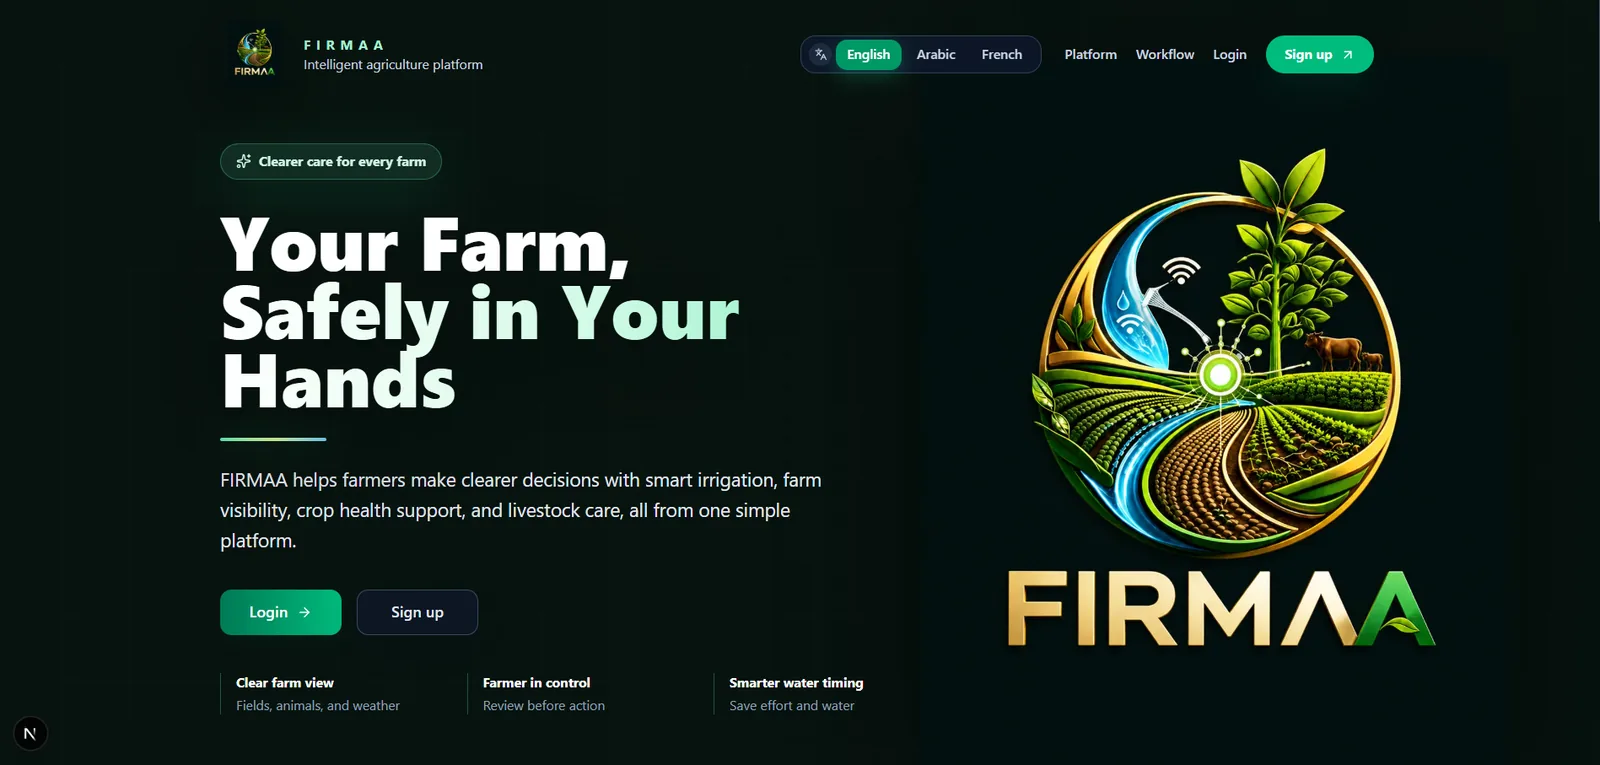 FIRMAA
FIRMAA
Intelligent agriculture platform
English
Arabic
French
Platform
Workflow
Login
Sign up
Clearer care for every farm
Your Farm,
Safely in Your
Hands
FIRMAA helps farmers make clearer decisions with smart irrigation, farm
visibility, crop health support, and livestock care, all from one simple
platform.
Login
Sign up
Clear farm view
Fields, animals, and weather
Farmer in control
Review before action
Smarter water timing
Save effort and water
FIRMAA
N